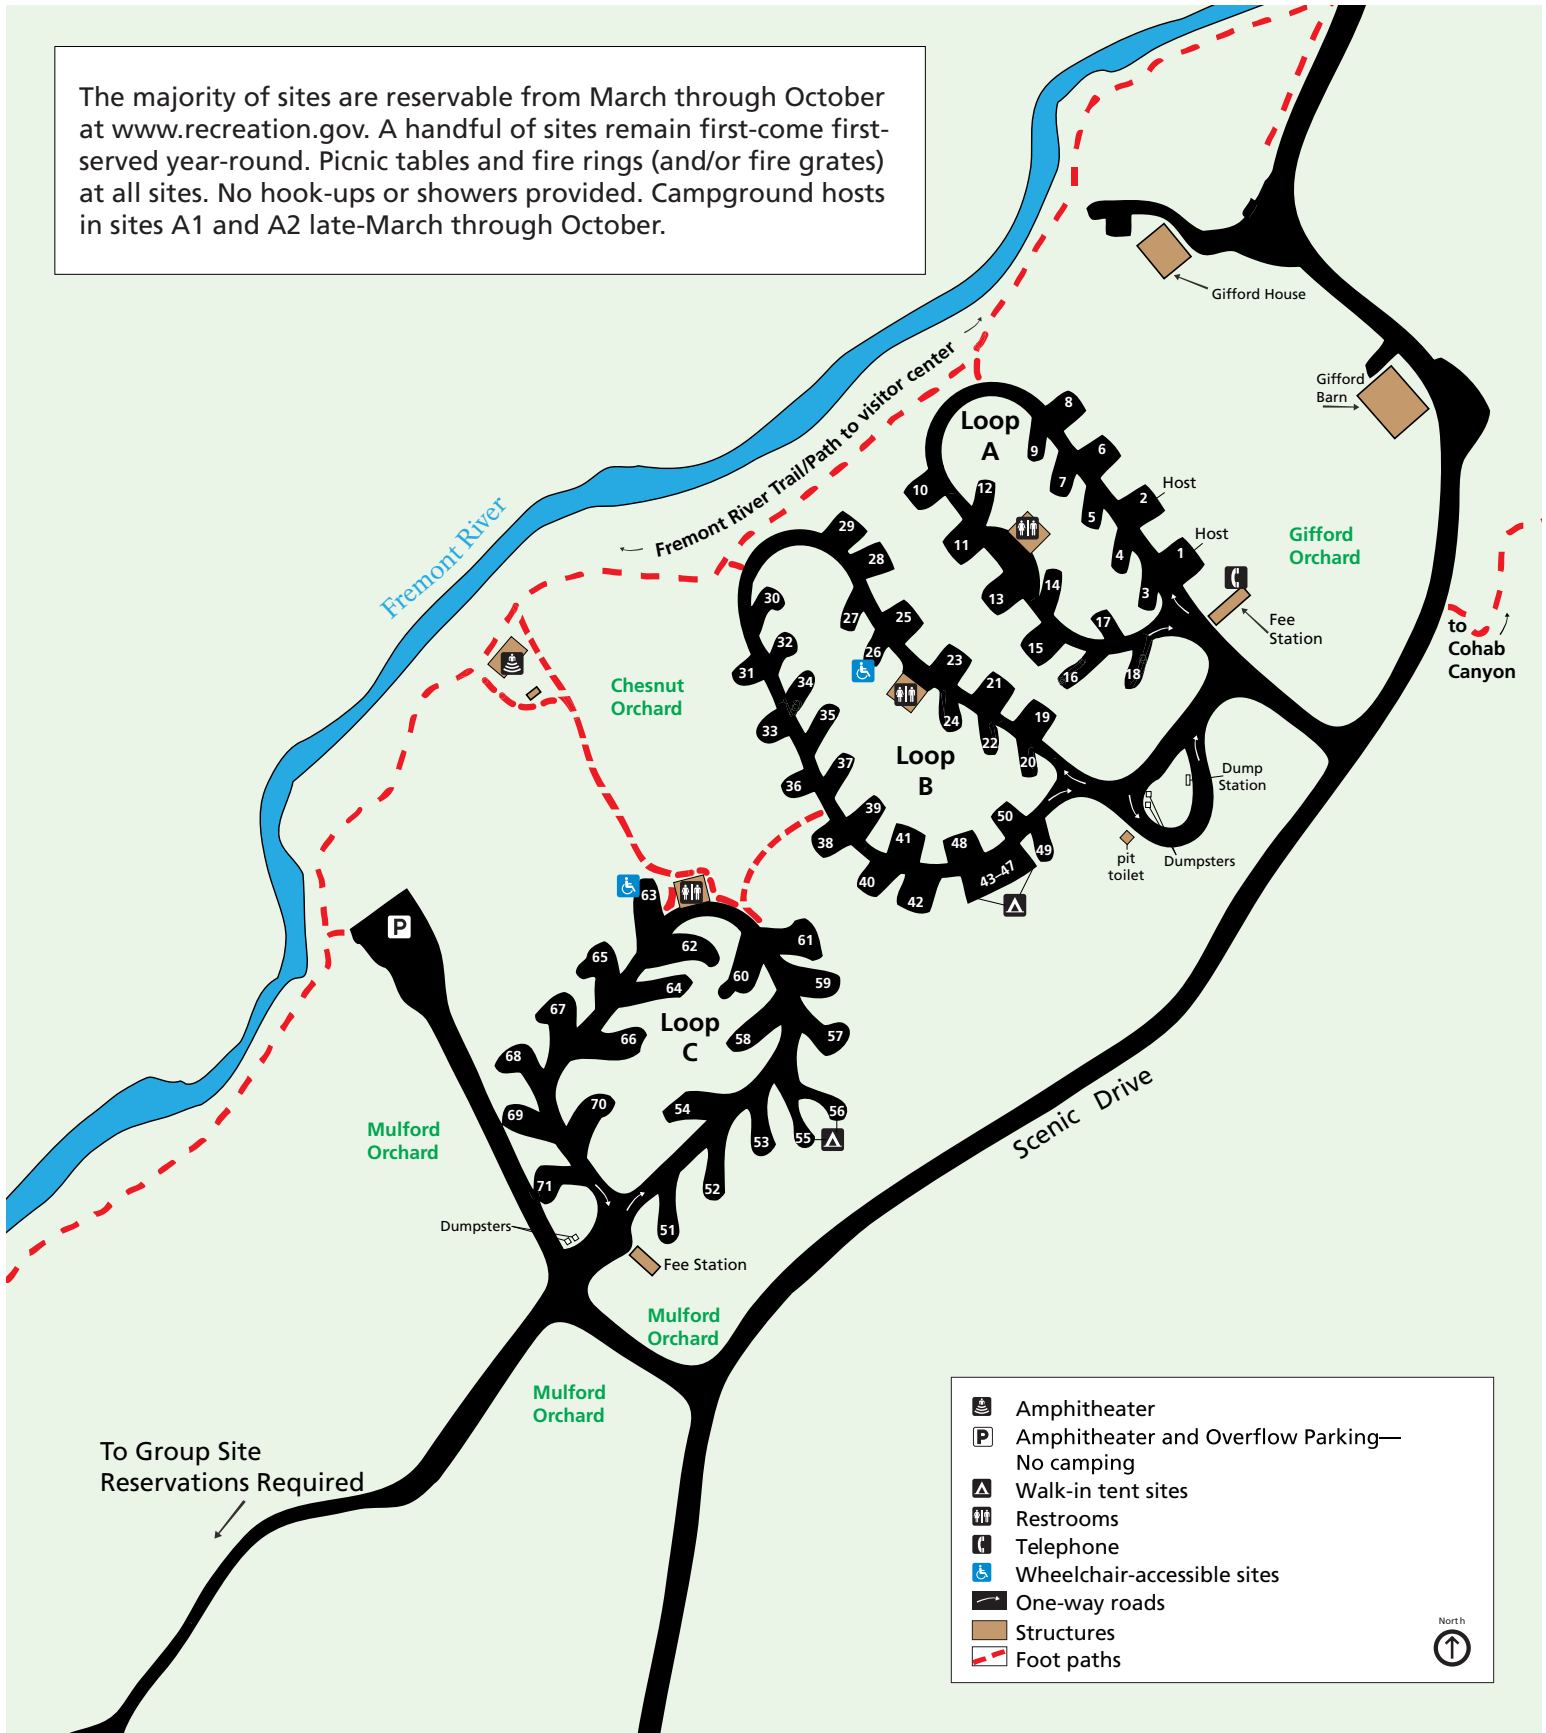 The majority of sites are reservable from March through October
at www.recreation.gov. A handful of sites remain first-come first-
served year-round. Picnic tables and fire rings (and/or fire grates)
at all sites. No hook-ups or showers provided. Campground hosts
in sites A1 and A2 late-March through October.
Gifford House
Gifford
Barn
Fremont River Trail/Path to visitor center
Fremont River
Loop
A
8
9
6
7
12
10
2
Host
5
11
4
1
Host
Gifford
Orchard
3
14
13
17
15
16
18
Fee
Station
to
Cohab
Canyon
29
28
30
27
25
32
26
31
23
34
21
33
35
24
22
19
20
Loop
B
37
36
39
38
41
40
42
48
43–47
50
49
Chesnut
Orchard
Dump
Station
pit
toilet
Dumpsters
P
63
62
61
65
60
59
64
67
Loop
C
66
58
57
68
70
54
56
69
53
55
71
52
51
Mulford
Orchard
Dumpsters
Fee Station
Scenic Drive
Mulford
Orchard
Mulford
Orchard
To Group Site
Reservations Required
Amphitheater
P
Amphitheater and Overflow Parking—
No camping
Walk-in tent sites
Restrooms
Telephone
Wheelchair-accessible sites
One-way roads
Structures
Foot paths
North